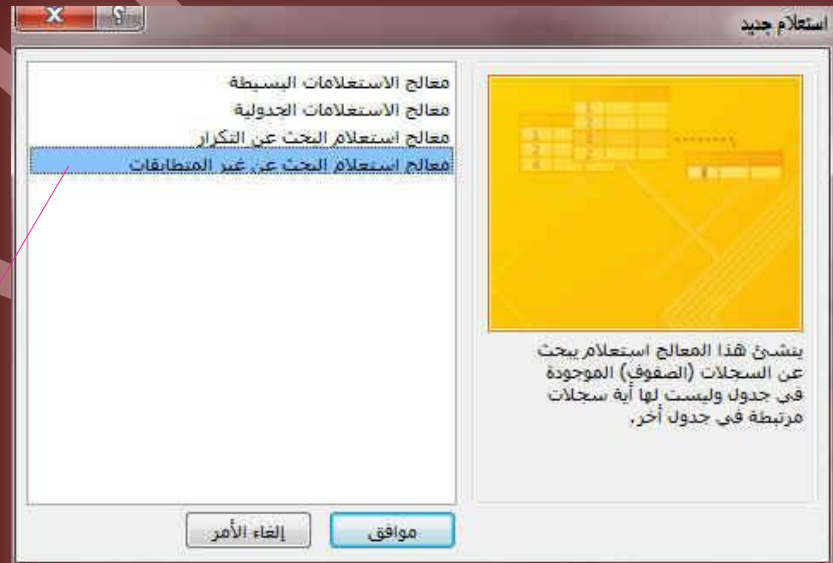 استعلام جديد
معالج الاستعلامات البسيطة
معالج الاستعلامات الجدولية
معالج استعلام البحث عن التكرار
معالج استعلام البحث عن غير المتطابقات
ينشئ هذا المعالج استعلام يبحث
عن السجلات (الصفوف) الموجودة
في جدول وليست لها أية سجلات
مرتبطة في جدول أخر.
موافق
إلغاء الأمر